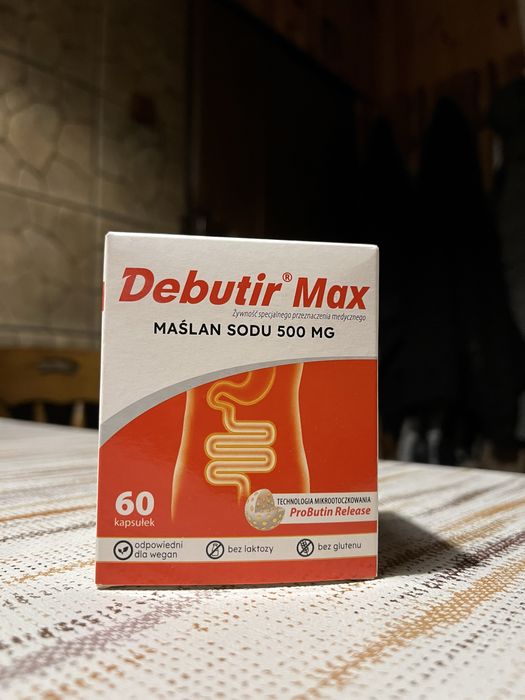 Debutir® Max
Żywność specjalnego przeznaczenia medycznego
MAŚLAN SODU 500 MG
60
kapsułek
TECHNOLOGIA MIKROOTOCZKOWANIA
ProButin Release
odpowiedni
dla wegan
bez laktozy
bez glutenu